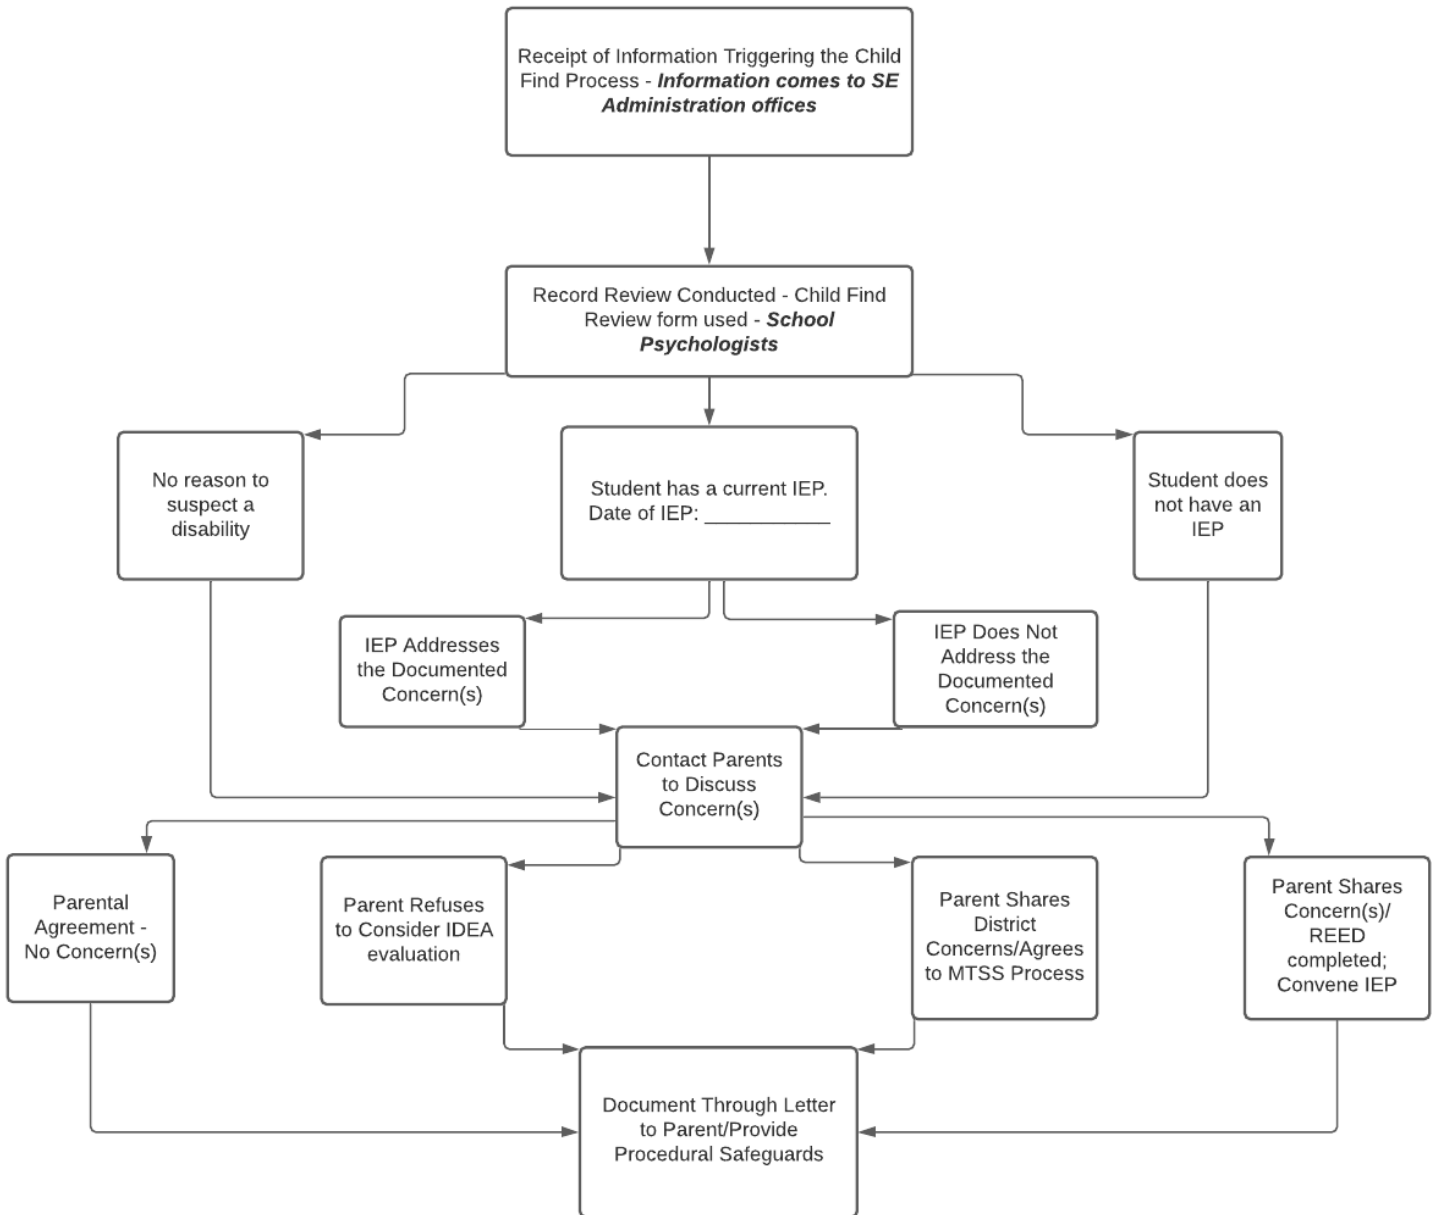 Receipt of Information Triggering the Child
Find Process - Information comes to SE
Administration offices
Record Review Conducted - Child Find
Review form used - School
Psychologists
No reason to
suspect a
disability
Student has a current IEP.
Date of IEP: ___________
Student does
not have an
IEP
IEP Addresses
the Documented
Concern(s)
IEP Does Not
Address the
Documented
Concern(s)
Contact Parents
to Discuss
Concern(s)
Parental
Agreement -
No Concern(s)
Parent Refuses
to Consider IDEA
evaluation
Parent Shares
District
Concerns/Agrees
to MTSS Process
Parent Shares
Concern(s)/
REED
completed;
Convene IEP
Document Through Letter
to Parent/Provide
Procedural Safeguards